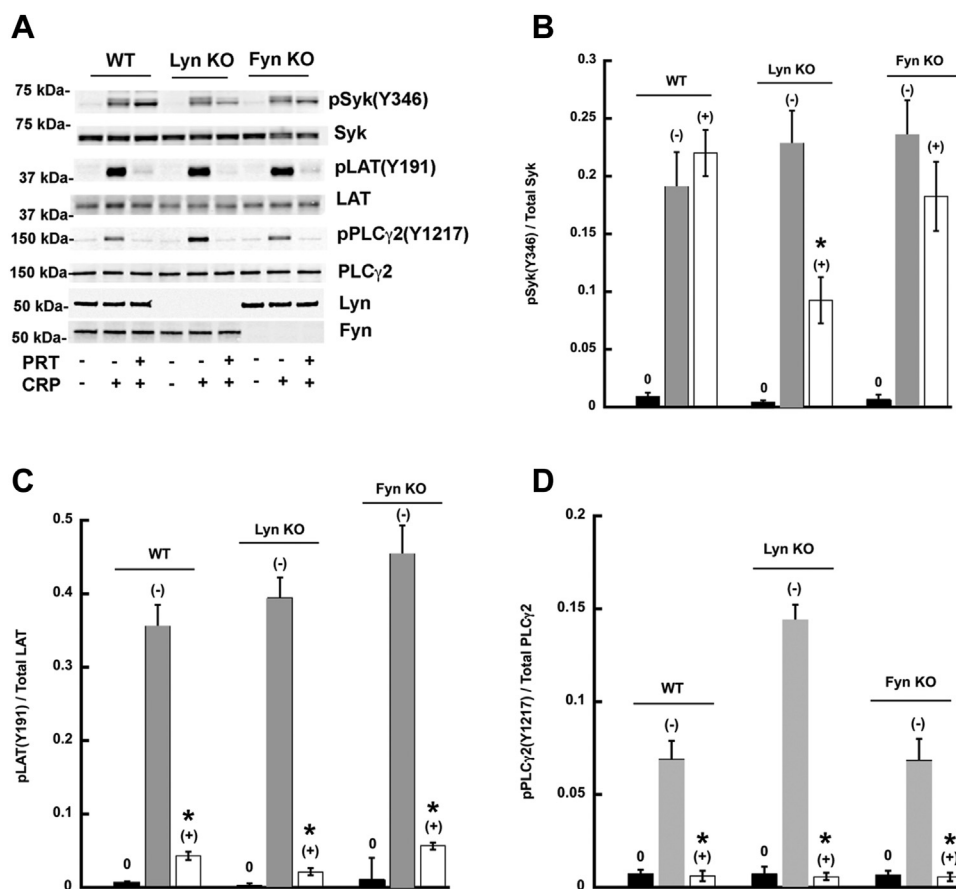 A
WT Lyn KO Fyn KO
75 kDa- pSyk(Y346)
75 kDa- Syk
pLAT(Y191)
37 kDa-
LAT
37 kDa-
pPLCγ2(Y1217)
150 kDa-
150 kDa- PLCγ2
50 kDa- Lyn
50 kDa- Fyn
PRT - - + - - + - - +
CRP - + + - + + - + +
B
pSyk(Y346) / Total Syk
0.3
0.25
0.2
0.15
0.1
0.05
0
WT Lyn KO Fyn KO
0 (-) (+) 0 (-) * (+) 0 (-) (+)
C
pLAT(Y191) / Total LAT
0.5
0.4
0.3
0.2
0.1
0
WT Lyn KO Fyn KO
0 (-) * (+) 0 (-) * (+) 0 (-) * (+)
D
pPLCγ2(Y1217) / Total PLCγ2
0.2
0.15
0.1
0.05
0
WT Lyn KO Fyn KO
0 (-) * (+) 0 (-) * (+) 0 (-) * (+)